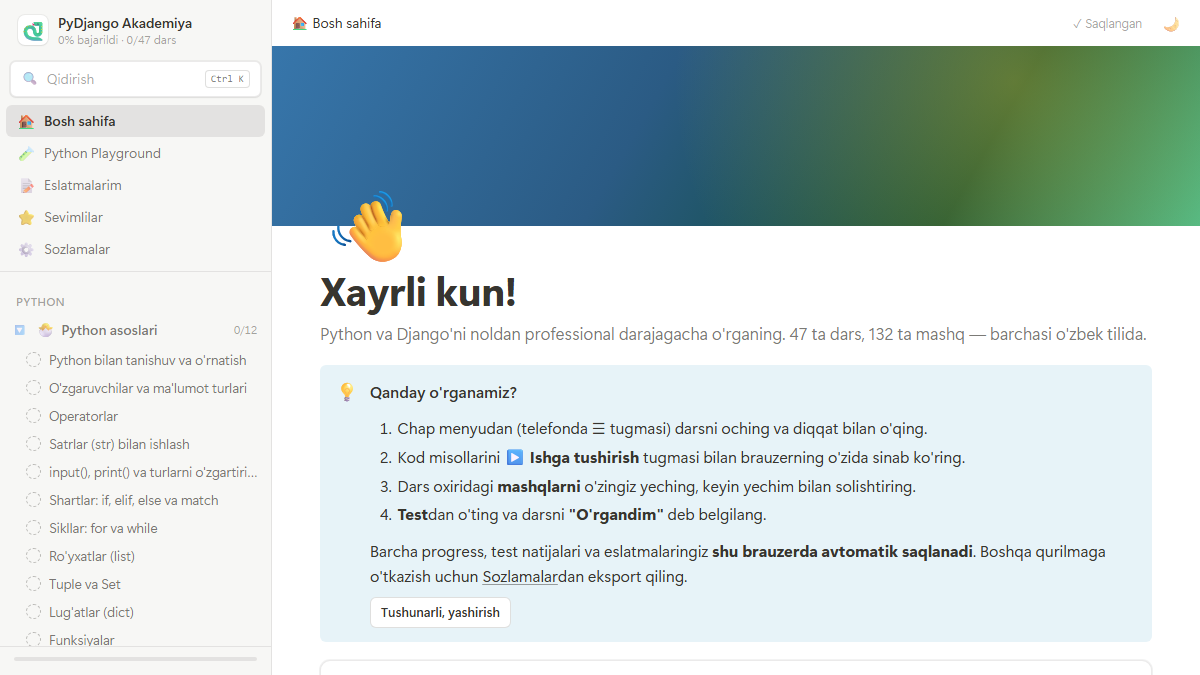 PyDjango Akademiya
0% bajarildi · 0/47 dars
Qidirish
Ctrl K
Bosh sahifa
Python Playground
Eslatmalarim
Sevimlilar
Sozlamalar
PYTHON
Python asoslari 0/12
Python bilan tanishuv va o'rnatish
O'zgaruvchilar va ma'lumot turlari
Operatorlar
Satrlar (str) bilan ishlash
input(), print() va turlarni o'zgartiri...
Shartlar: if, elif, else va match
Sikllar: for va while
Ro'yxatlar (list)
Tuple va Set
Lug'atlar (dict)
Funksiyalar
Bosh sahifa
✓ Saqlangan
Xayrli kun!
Python va Django'ni noldan professional darajagacha o'rganing. 47 ta dars, 132 ta mashq — barchasi o'zbek tilida.
Qanday o'rganamiz?
1. Chap menyudan (telefonda ☰ tugmasi) darsni oching va diqqat bilan o'qing.
2. Kod misollarini ▶ Ishga tushirish tugmasi bilan brauzerning o'zida sinab ko'ring.
3. Dars oxiridagi mashqlarni o'zingiz yeching, keyin yechim bilan solishtiring.
4. Testdan o'ting va darsni "O'rgandim" deb belgilang.
Barcha progress, test natijalari va eslatmalaringiz shu brauzerda avtomatik saqlanadi. Boshqa qurilmaga
o'tkazish uchun Sozlamalardan eksport qiling.
Tushunarli, yashirish